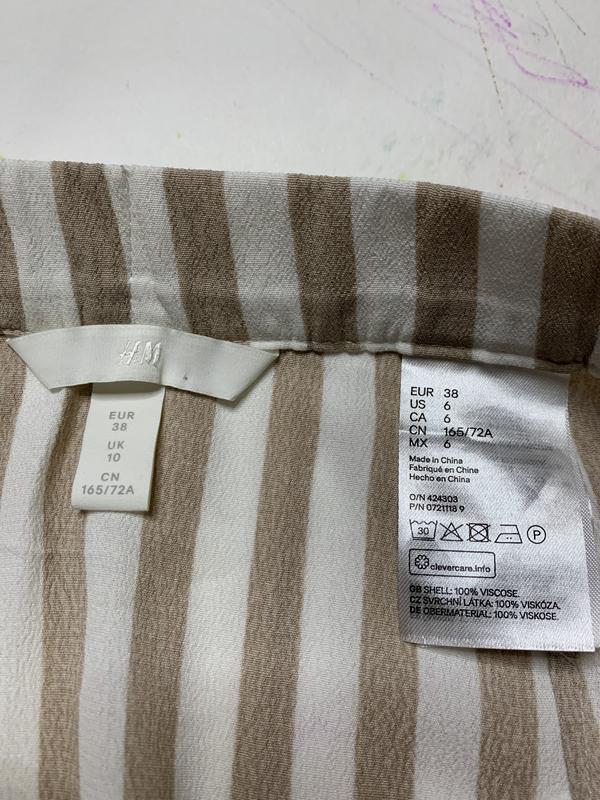 H&M
EUR
38
UK
10
CN
165/72A
EUR 38
US 6
CA 6
CN 165/72A
MX 6
Made in China
Fabriqué en Chine
Hecho en China
O/N 424303
P/N 0721118 9
30
P
clevercare.info
GB SHELL: 100% VISCOSE.
CZ SVRCHNÍ LÁTKA: 100% VISKÓZA.
DE OBERMATERIAL: 100% VISKOSE.